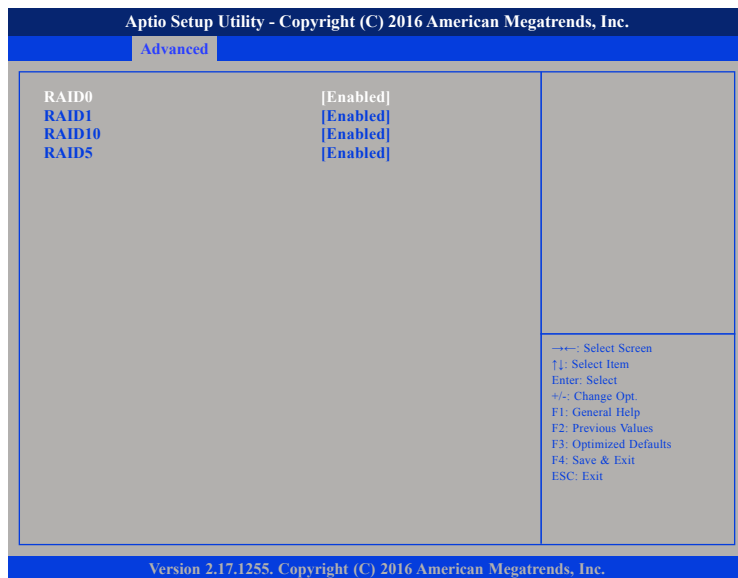 Aptio Setup Utility - Copyright (C) 2016 American Megatrends, Inc.
Advanced
RAID0 [Enabled]
RAID1 [Enabled]
RAID10 [Enabled]
RAID5 [Enabled]
→←: Select Screen
↑↓: Select Item
Enter: Select
+/-: Change Opt.
F1: General Help
F2: Previous Values
F3: Optimized Defaults
F4: Save & Exit
ESC: Exit
Version 2.17.1255. Copyright (C) 2016 American Megatrends, Inc.